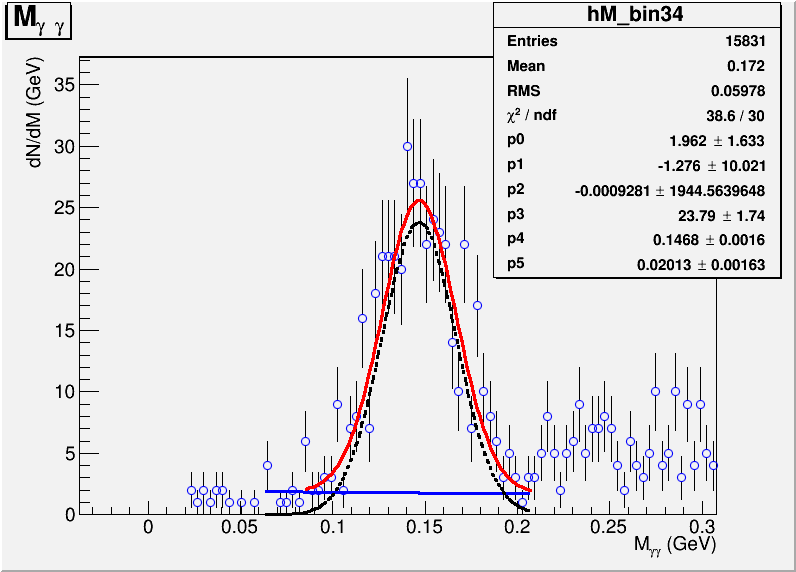 M γ γ
hM_bin34
Entries 15831
Mean 0.172
RMS 0.05978
χ² / ndf 38.6 / 30
p0 1.962 ± 1.633
p1 -1.276 ± 10.021
p2 -0.0009281 ± 1944.5639648
p3 23.79 ± 1.74
p4 0.1468 ± 0.0016
p5 0.02013 ± 0.00163
dN/dM (GeV)
35
30
25
20
15
10
5
0
0 0.05 0.1 0.15 0.2 0.25 0.3
Mγγ (GeV)